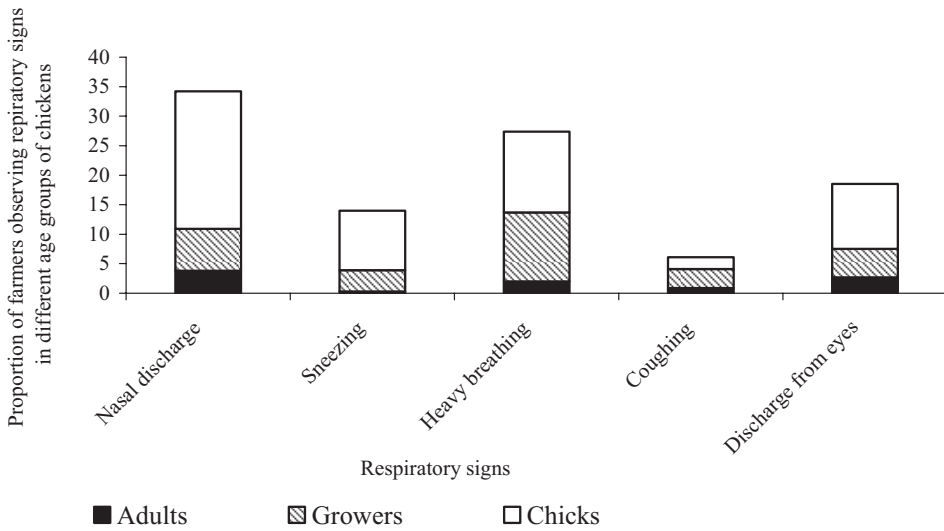 Proportion of farmers observing repiratory signs
in different age groups of chickens
40
35
30
25
20
15
10
5
0
Nasal discharge
Sneezing
Heavy breathing
Coughing
Discharge from eyes
Respiratory signs
Adults
Growers
Chicks